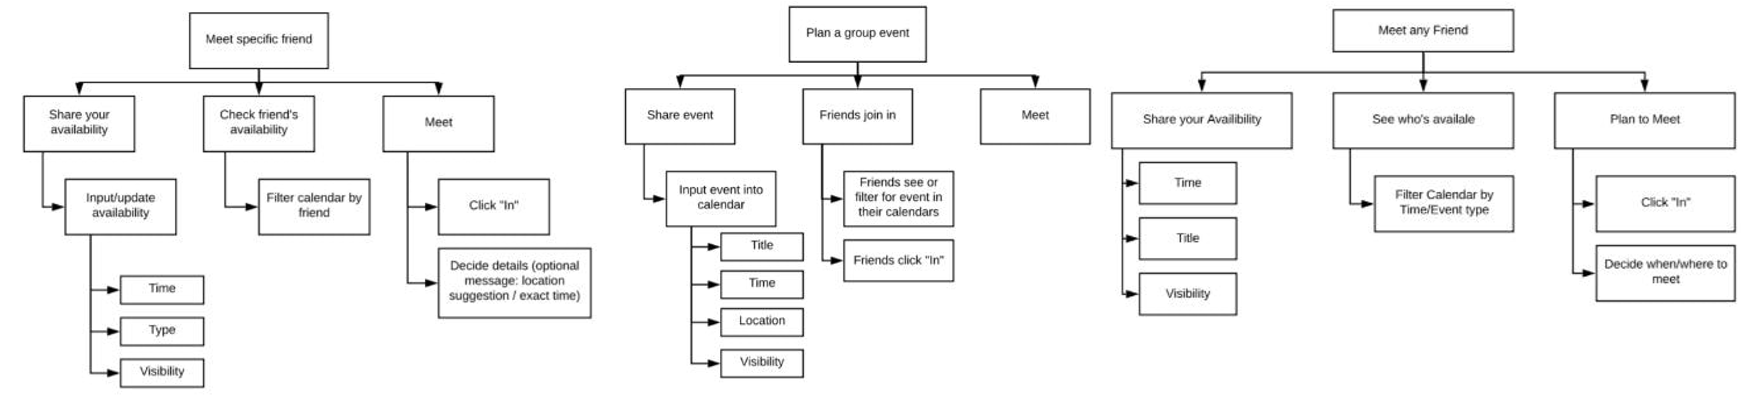 Meet specific friend
Share your
availability
Check friend's
availability
Meet
Input/update
availability
Filter calendar by
friend
Click "In"
Decide details (optional
message: location
suggestion / exact time)
Time
Type
Visibility
Plan a group event
Share event
Friends join in
Meet
Input event into
calendar
Friends see or
filter for event in
their calendars
Friends click "In"
Title
Time
Location
Visibility
Meet any Friend
Share your Availibility
See who's availale
Plan to Meet
Time
Title
Visibility
Filter Calendar by
Time/Event type
Click "In"
Decide when/where to
meet